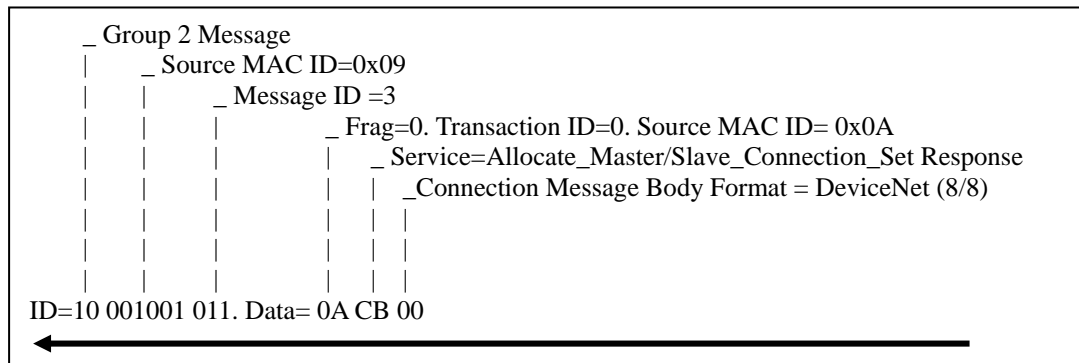 _ Group 2 Message
_ Source MAC ID=0x09
_ Message ID =3
_ Frag=0. Transaction ID=0. Source MAC ID= 0x0A
_ Service=Allocate_Master/Slave_Connection_Set Response
_Connection Message Body Format = DeviceNet (8/8)
ID=10 001001 011. Data= 0A CB 00